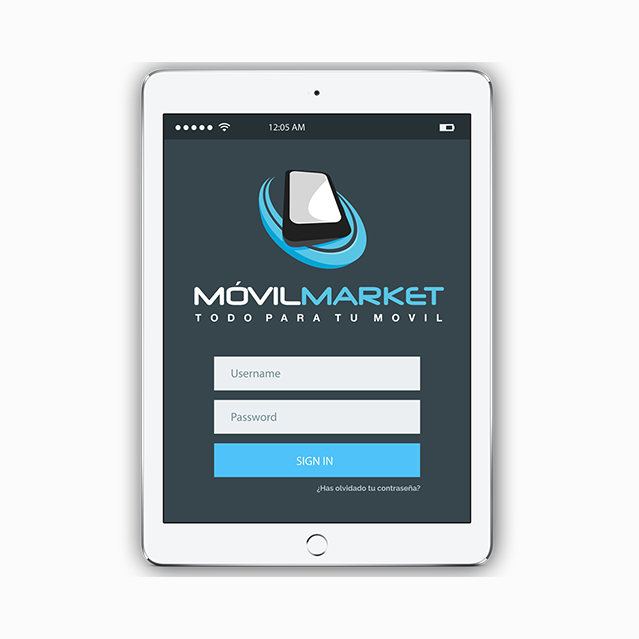 12:05 AM
MÓVILMARKET
TODO PARA TU MOVIL
Username
Password
SIGN IN
¿Has olvidado tu contraseña?